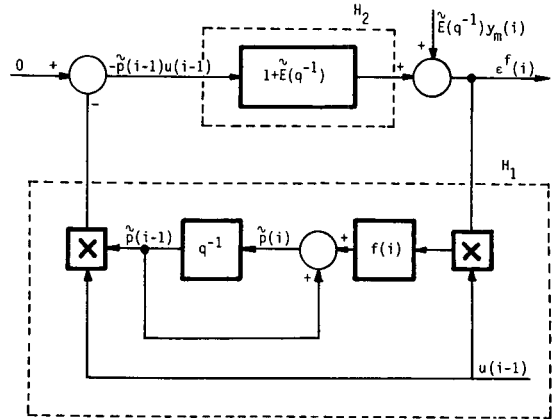 H₂
Ẽ(q⁻¹)y_m(i)
0 + -p̃(i-1)u(i-1) 1+Ẽ(q⁻¹) + +
-
ε^f(i)
H₁
p̃(i-1) q⁻¹ p̃(i) + f(i)
× + ×
u(i-1)